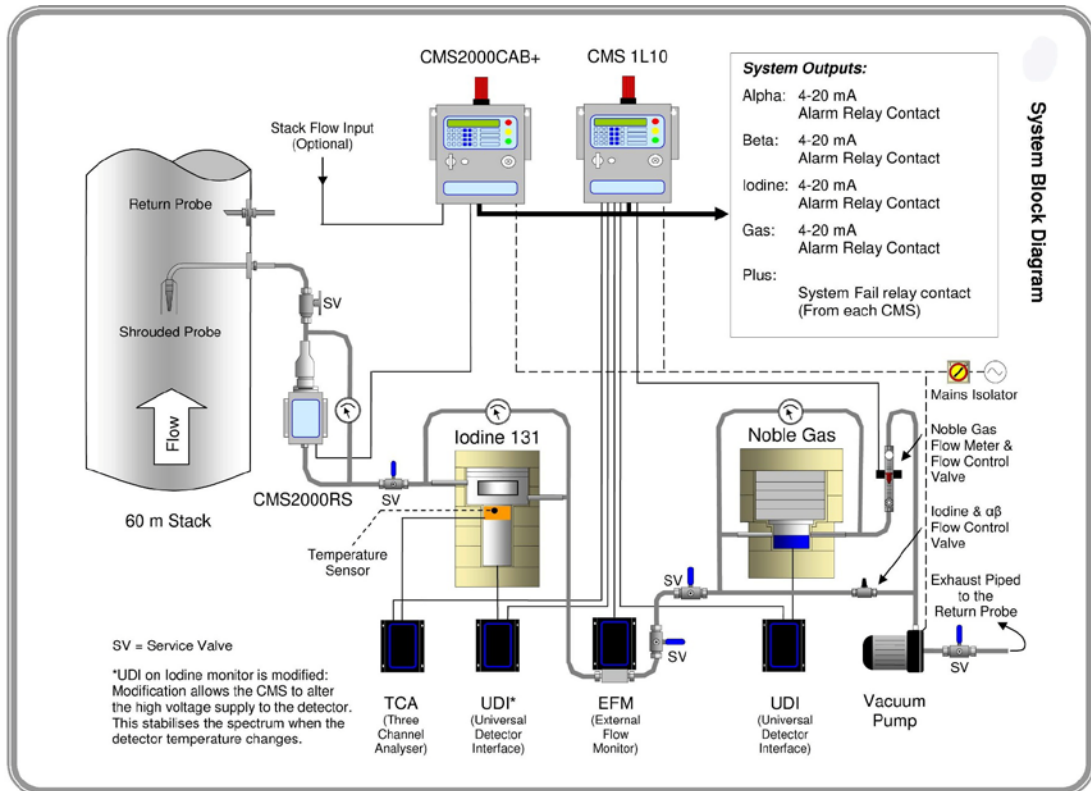 CMS2000CAB+
CMS 1L10
System Outputs:
Alpha: 4-20 mA
Alarm Relay Contact
Beta: 4-20 mA
Alarm Relay Contact
Iodine: 4-20 mA
Alarm Relay Contact
Gas: 4-20 mA
Alarm Relay Contact
Plus:
System Fail relay contact
(From each CMS)
System Block Diagram
Stack Flow Input
(Optional)
Return Probe
SV
Shrouded Probe
Flow
60 m Stack
CMS2000RS
SV
Iodine 131
Temperature
Sensor
Noble Gas
Mains Isolator
Noble Gas
Flow Meter &
Flow Control
Valve
Iodine & αβ
Flow Control
Valve
Exhaust Piped
to the
Return Probe
SV
SV
SV
SV = Service Valve
*UDI on Iodine monitor is modified:
Modification allows the CMS to alter
the high voltage supply to the detector.
This stabilises the spectrum when the
detector temperature changes.
TCA
(Three
Channel
Analyser)
UDI*
(Universal
Detector
Interface)
EFM
(External
Flow
Monitor)
UDI
(Universal
Detector
Interface)
Vacuum
Pump